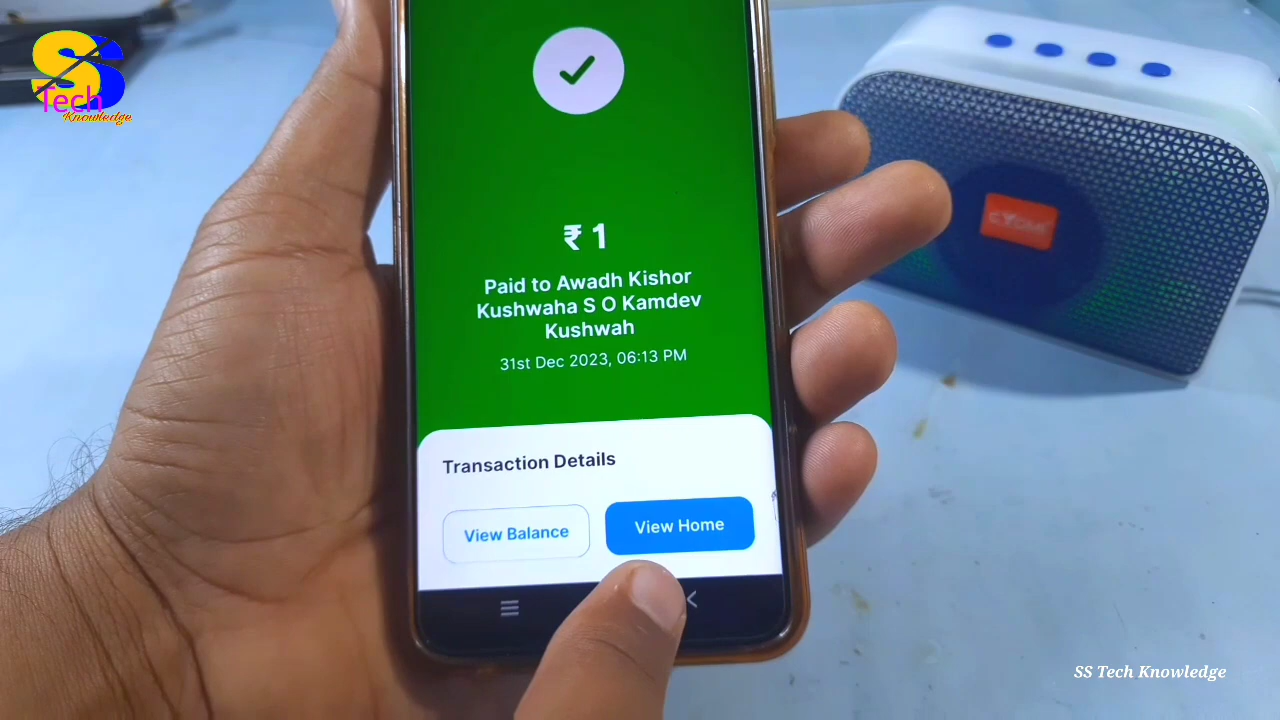 SS
Tech
Knowledge
₹ 1
Paid to Awadh Kishor
Kushwaha S O Kamdev
Kushwah
31st Dec 2023, 06:13 PM
Transaction Details
View Balance
View Home
SS Tech Knowledge